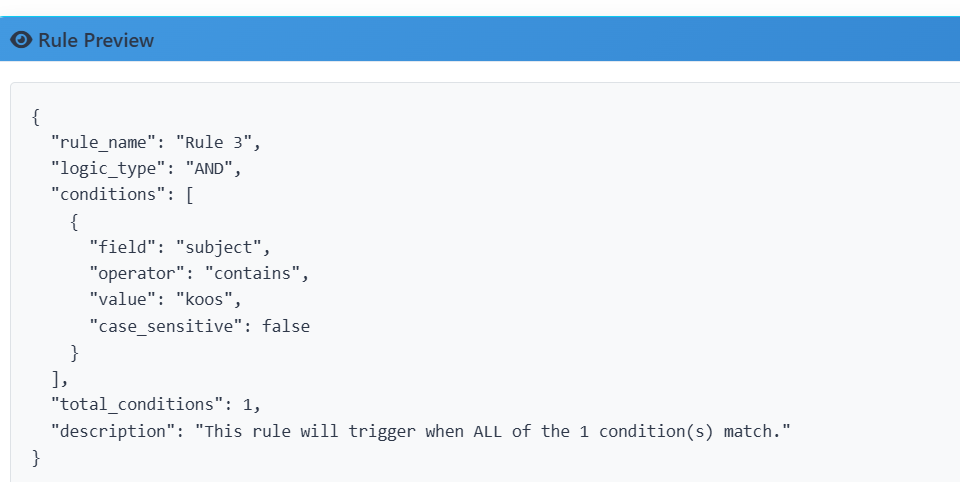 Rule Preview
{
  "rule_name": "Rule 3",
  "logic_type": "AND",
  "conditions": [
    {
      "field": "subject",
      "operator": "contains",
      "value": "koos",
      "case_sensitive": false
    }
  ],
  "total_conditions": 1,
  "description": "This rule will trigger when ALL of the 1 condition(s) match."
}